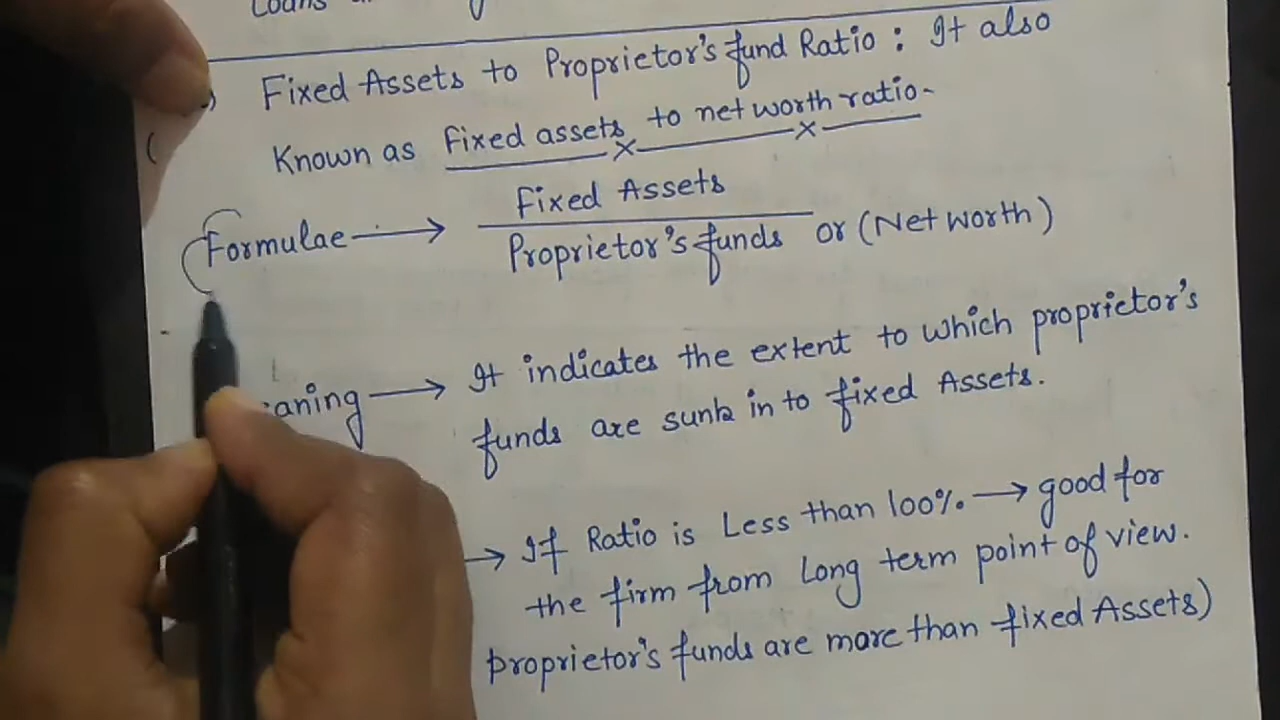 Loans
Fixed Assets to Proprietor's fund Ratio : It also
Known as fixed assets to net worth ratio-
Fixed Assets
Formulae → Proprietor's funds or (Net worth)
→ It indicates the extent to which proprietor's
funds are sunk in to fixed Assets.
→ If Ratio is Less than 100%. → good for
the firm from Long term point of view.
proprietor's funds are more than fixed Assets)